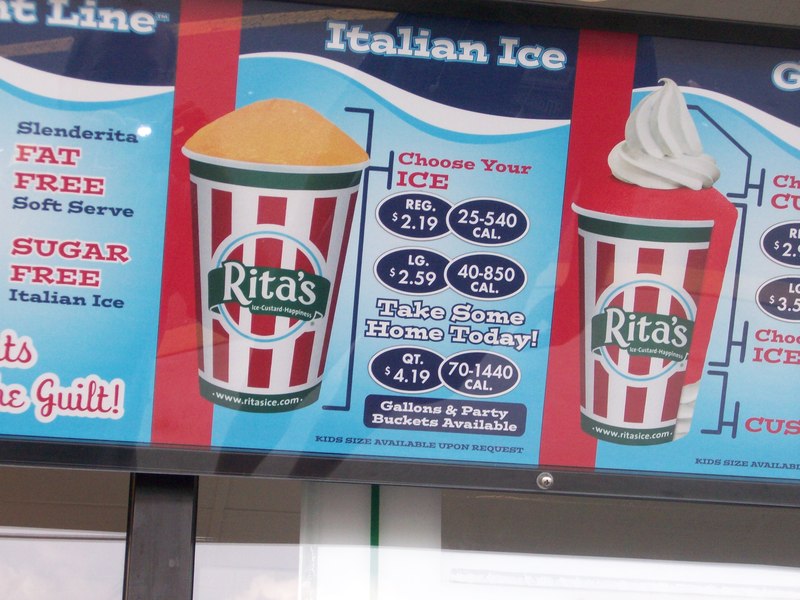 Line™
Slenderita
FAT
FREE
Soft Serve
SUGAR
FREE
Italian Ice
Guilt!
Italian Ice
Rita's
Ice-Custard-Happiness
www.ritasice.com
Choose Your
ICE
REG.
$2.19
25-540
CAL.
LG.
$2.59
40-850
CAL.
Take Some
Home Today!
QT.
$4.19
70-1440
CAL.
Gallons & Party
Buckets Available
KIDS SIZE AVAILABLE UPON REQUEST
Rita's
Ice-Custard-Happiness
www.ritasice.com
ICE
KIDS SIZE